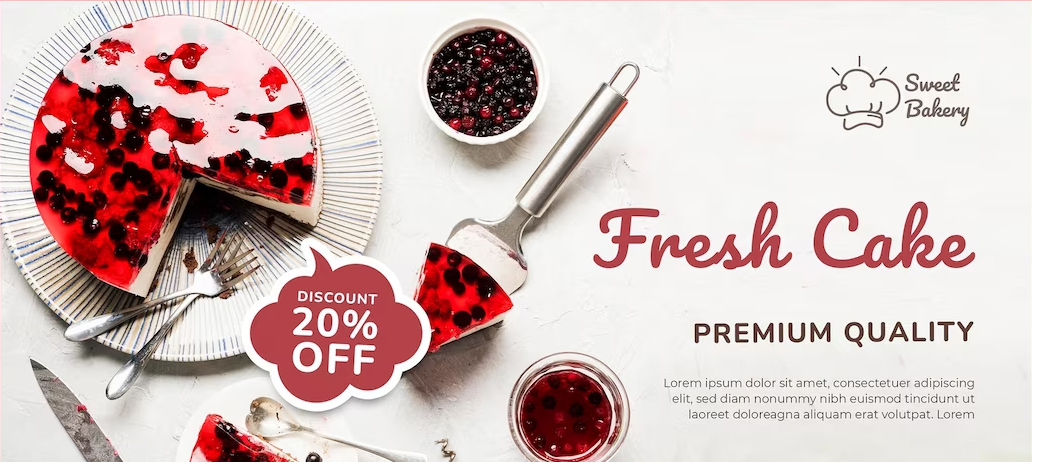 Sweet
Bakery
Fresh Cake
PREMIUM QUALITY
Lorem ipsum dolor sit amet, consectetuer adipiscing
elit, sed diam nonummy nibh euismod tincidunt ut
laoreet doloreagna aliquam erat volutpat. Lorem
DISCOUNT
20%
OFF